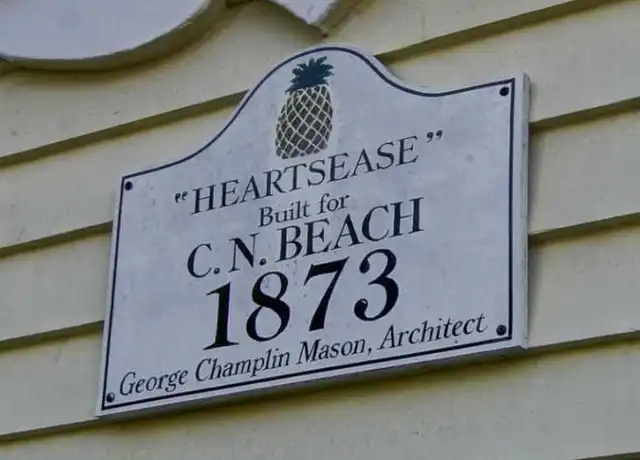 "HEARTSEASE"
Built for
C. N. BEACH
1873
George Champlin Mason, Architect